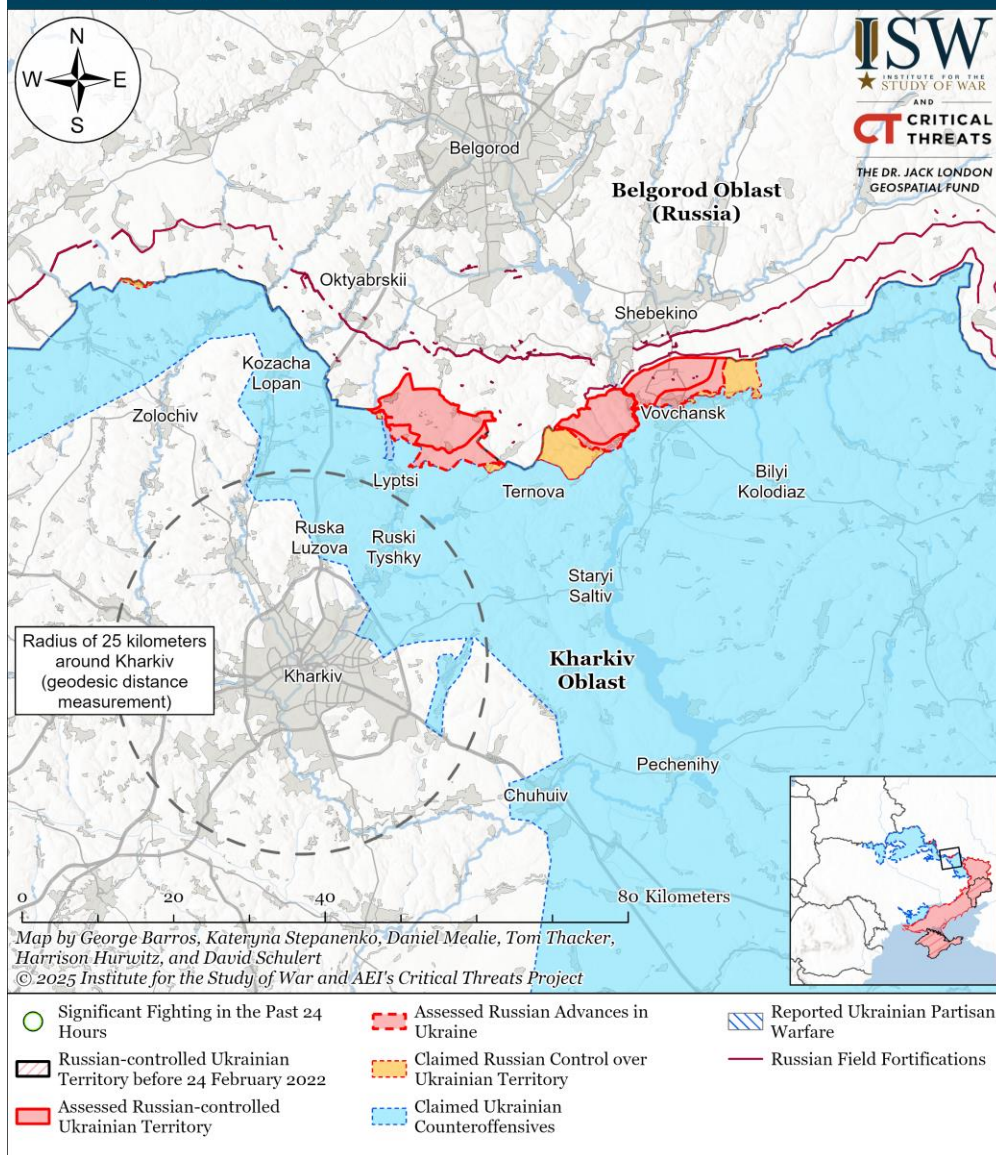 N
W
E
S
ISW
INSTITUTE FOR THE
STUDY OF WAR
AND
CT CRITICAL
THREATS
THE DR. JACK LONDON
GEOSPATIAL FUND
Belgorod
Belgorod Oblast
(Russia)
Oktyabrskii
Shebekino
Kozacha
Lopan
Zolochiv
Vovchansk
Lyptsi
Ternova
Bilyi
Kolodiaz
Ruska
Luzova
Ruski
Tyshky
Staryi
Saltiv
Radius of 25 kilometers
around Kharkiv
(geodesic distance
measurement)
Kharkiv
Kharkiv
Oblast
Pechenihy
Chuhuiv
0 20 40 80 Kilometers
Map by George Barros, Kateryna Stepanenko, Daniel Mealie, Tom Thacker,
Harrison Hurwitz, and David Schulert
© 2025 Institute for the Study of War and AEI's Critical Threats Project
Significant Fighting in the Past 24
Hours
Russian-controlled Ukrainian
Territory before 24 February 2022
Assessed Russian-controlled
Ukrainian Territory
Assessed Russian Advances in
Ukraine
Claimed Russian Control over
Ukrainian Territory
Claimed Ukrainian
Counteroffensives
Reported Ukrainian Partisan
Warfare
Russian Field Fortifications